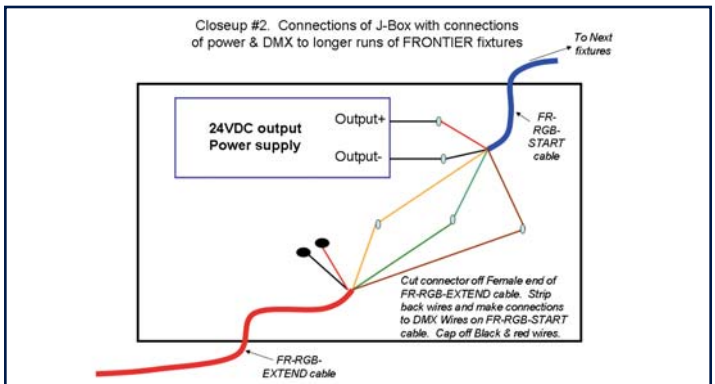 Closeup #2. Connections of J-Box with connections
of power & DMX to longer runs of FRONTIER fixtures
To Next
fixtures
24VDC output
Power supply
Output+
Output-
FR-
RGB-
START
cable
Cut connector off Female end of
FR-RGB-EXTEND cable. Strip
back wires and make connections
to DMX Wires on FR-RGB-START
cable. Cap off Black & red wires.
FR-RGB-
EXTEND cable